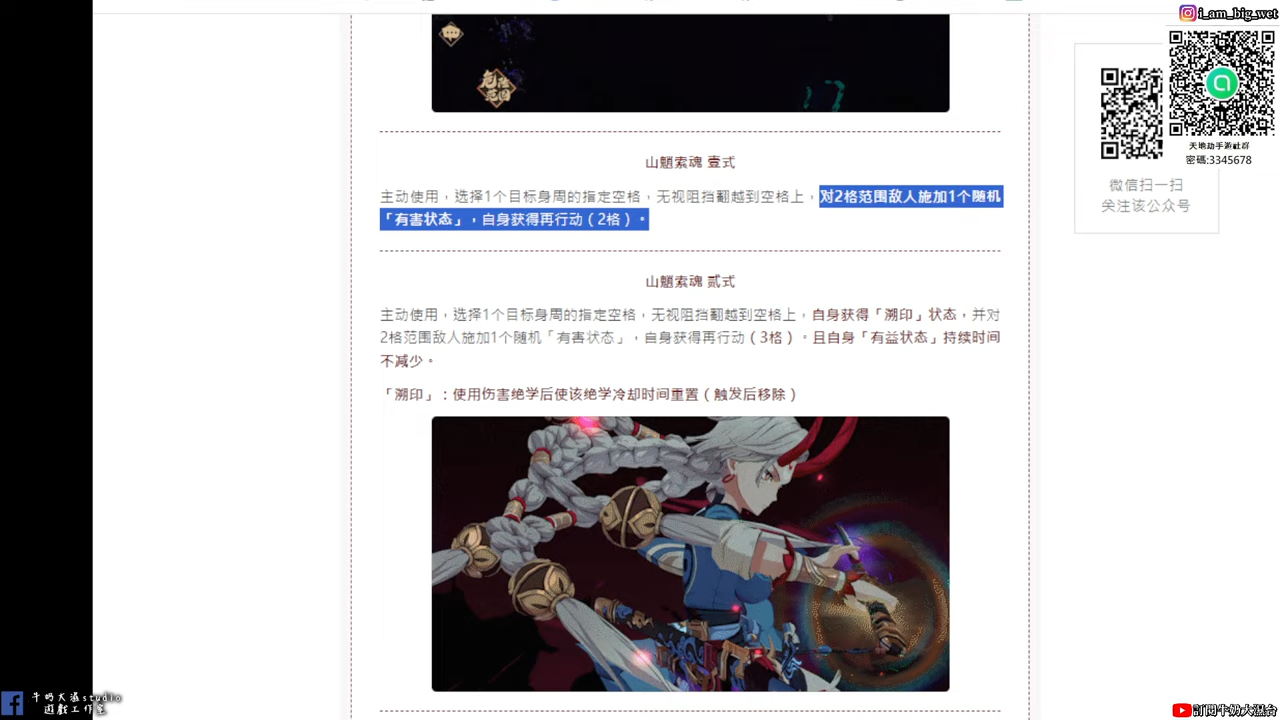 i_am_big_wet
天地劫手游社群
密碼:3345678
微信扫一扫
关注该公众号
山魈索魂 壹式
主动使用，选择1个目标身周的指定空格，无视阻挡翻越到空格上，对2格范围敌人施加1个随机
「有害状态」，自身获得再行动（2格）。
山魈索魂 贰式
主动使用，选择1个目标身周的指定空格，无视阻挡翻越到空格上，自身获得「溯印」状态，并对
2格范围敌人施加1个随机「有害状态」，自身获得再行动（3格）。且自身「有益状态」持续时间
不减少。
「溯印」：使用伤害绝学后使该绝学冷却时间重置（触发后移除）
牛奶大濕studio
遊戲工作室
訂閱牛奶大濕会